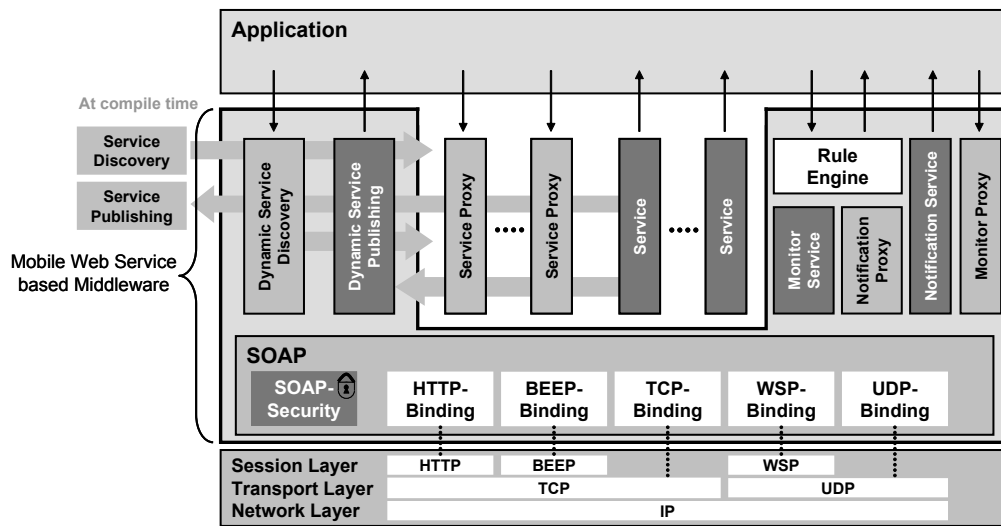 Application
At compile time
Service
Discovery
Service
Publishing
Mobile Web Service
based Middleware
Dynamic Service
Discovery
Dynamic Service
Publishing
Service Proxy
....
Service Proxy
Service
....
Service
Rule
Engine
Monitor
Service
Notification
Proxy
Notification Service
Monitor Proxy
SOAP
SOAP-
Security
HTTP-
Binding
BEEP-
Binding
TCP-
Binding
WSP-
Binding
UDP-
Binding
Session Layer
HTTP
BEEP
WSP
Transport Layer
TCP
UDP
Network Layer
IP